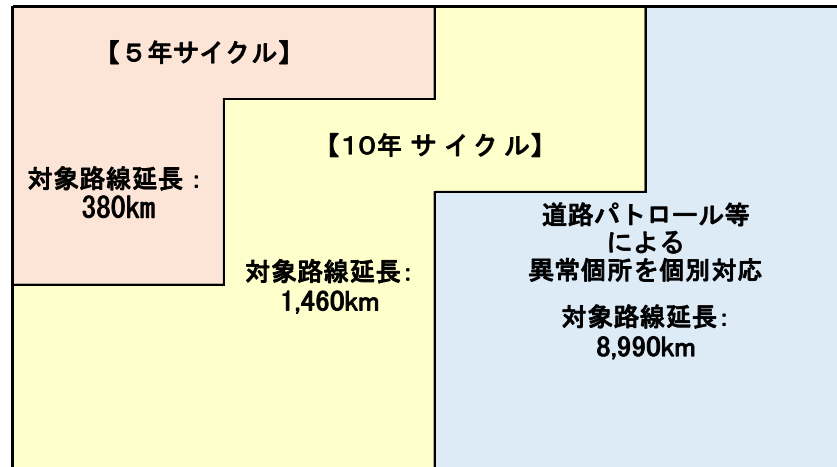 【５年サイクル】
対象路線延長：
380km
【10年 サ イ ク ル】
対象路線延長：
1,460km
道路パトロール等
による
異常個所を個別対応
対象路線延長：
8,990km